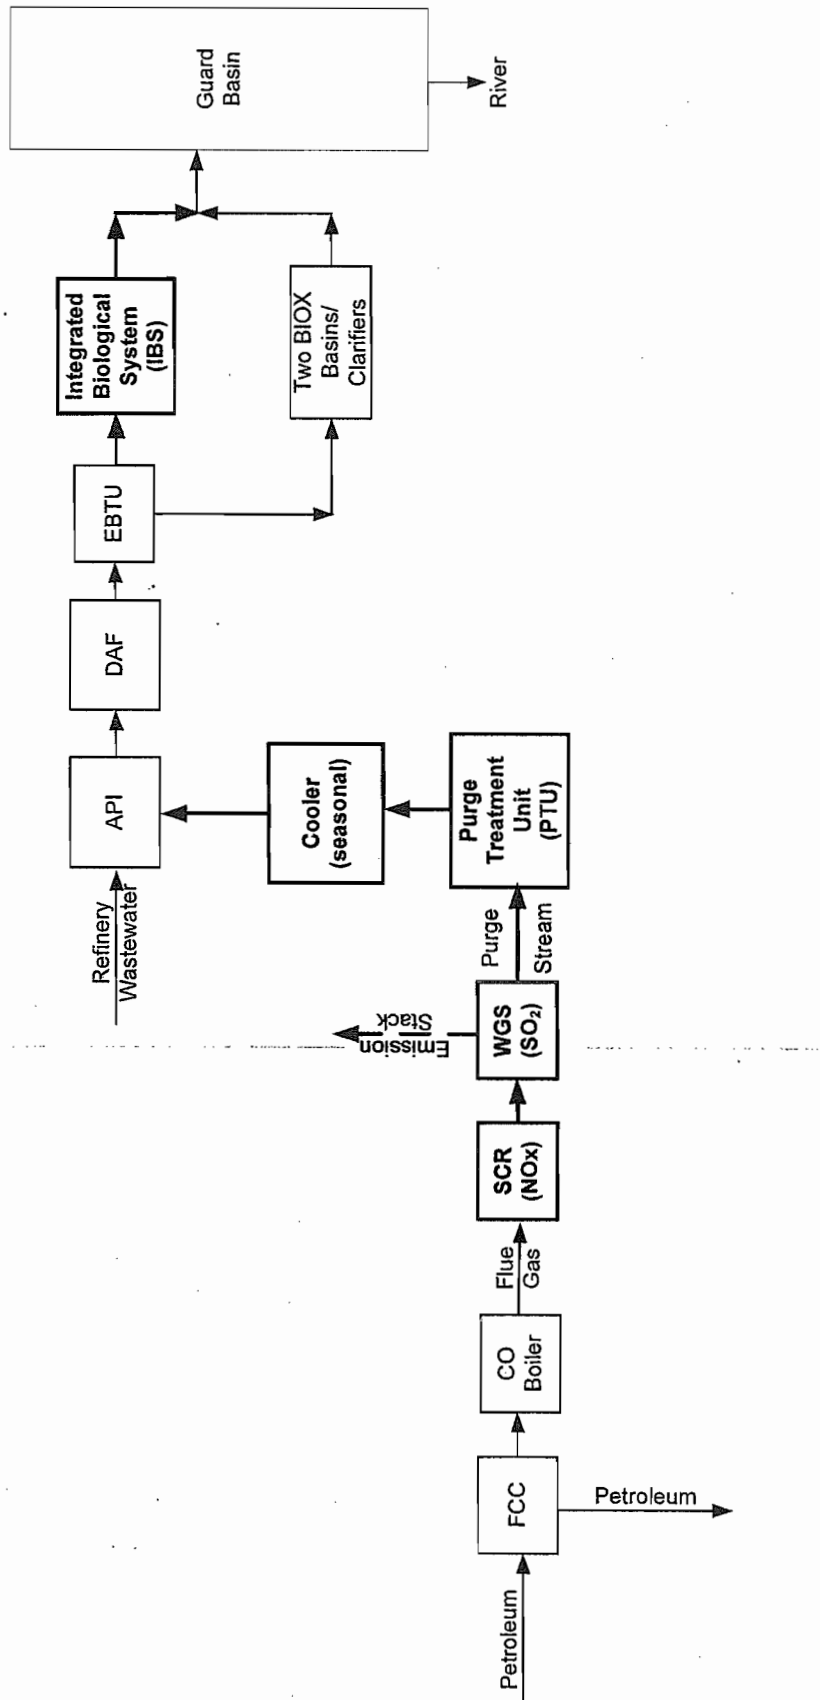 Refinery
Wastewater
API
DAF
EBTU
Integrated
Biological
System
(IBS)
Two BIOX
Basins/
Clarifiers
Guard
Basin
River
Cooler
(seasonal)
Petroleum
FCC
Petroleum
CO
Boiler
Flue
Gas
SCR
(NOx)
WGS
(SO₂)
Emission
Stack
Purge
Stream
Purge
Treatment
Unit
(PTU)